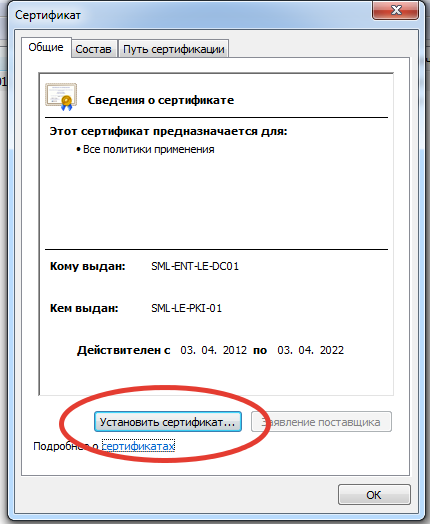 Сертификат
Общие Состав Путь сертификации
Сведения о сертификате
Этот сертификат предназначается для:
• Все политики применения
Кому выдан: SML-ENT-LE-DC01
Кем выдан: SML-LE-PKI-01
Действителен с 03. 04. 2012 по 03. 04. 2022
Установить сертификат... Заявление поставщика
Подробнее о сертификатах
OK